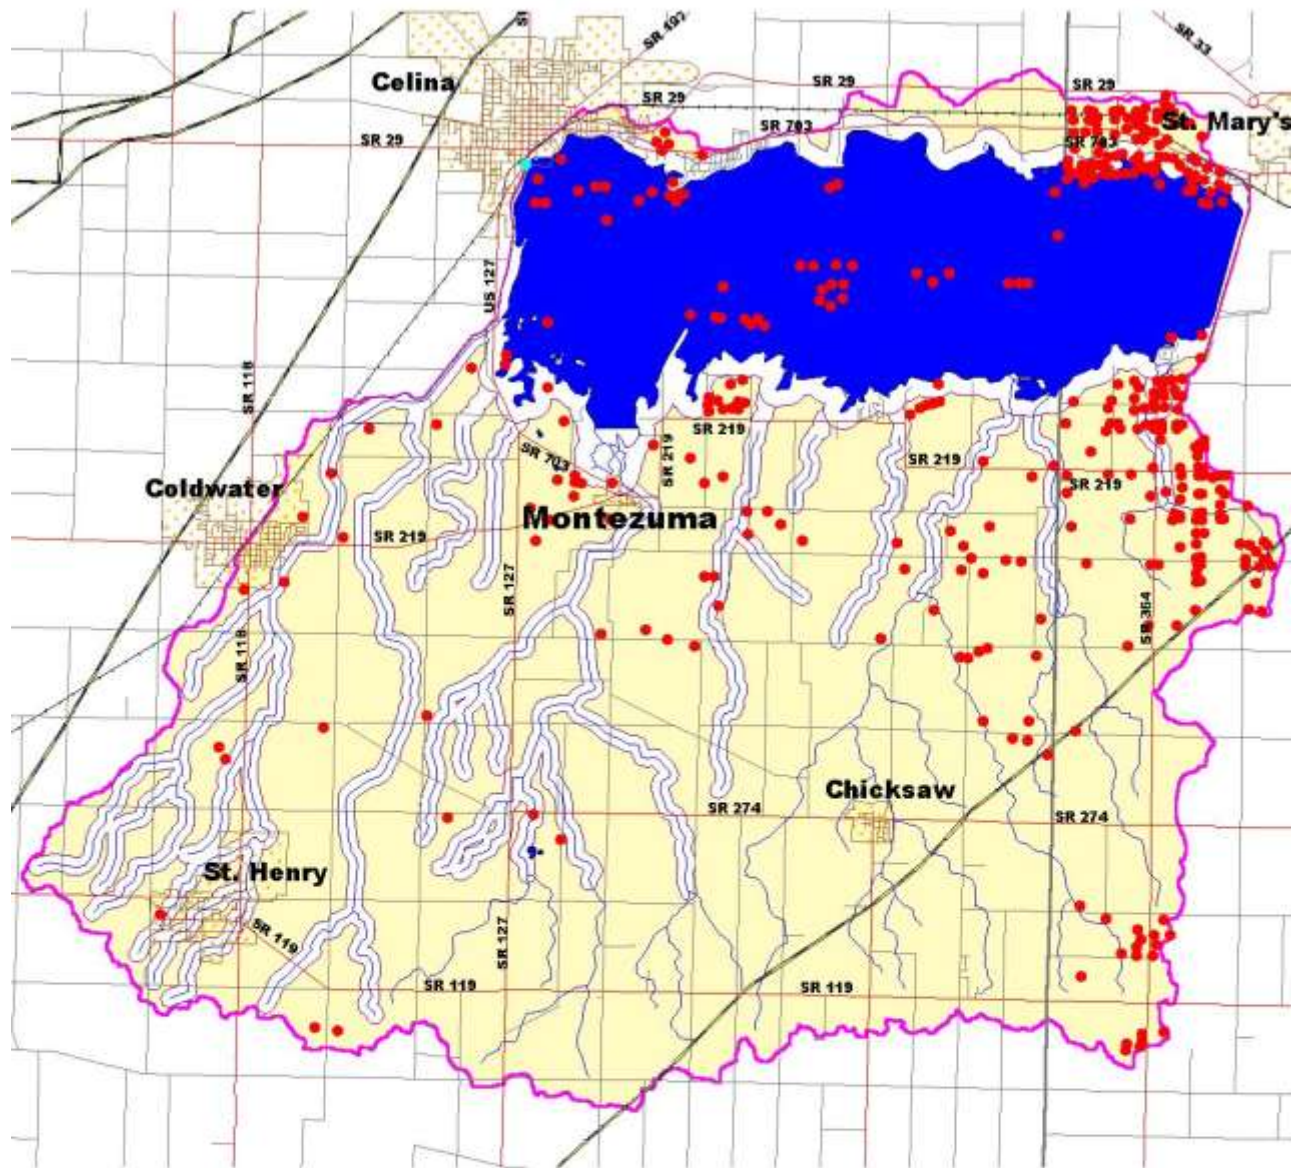 SR 197
SR 33
Celina
SR 29
SR 29
SR 29
SR 703
St. Mary's
SR 29
SR 703
US 127
SR 118
SR 219
SR 703
SR 219
SR 219
SR 219
Coldwater
Montezuma
SR 219
SR 127
SR 364
SR 118
Chicksaw
SR 274
SR 274
St. Henry
SR 119
SR 127
SR 119
SR 119